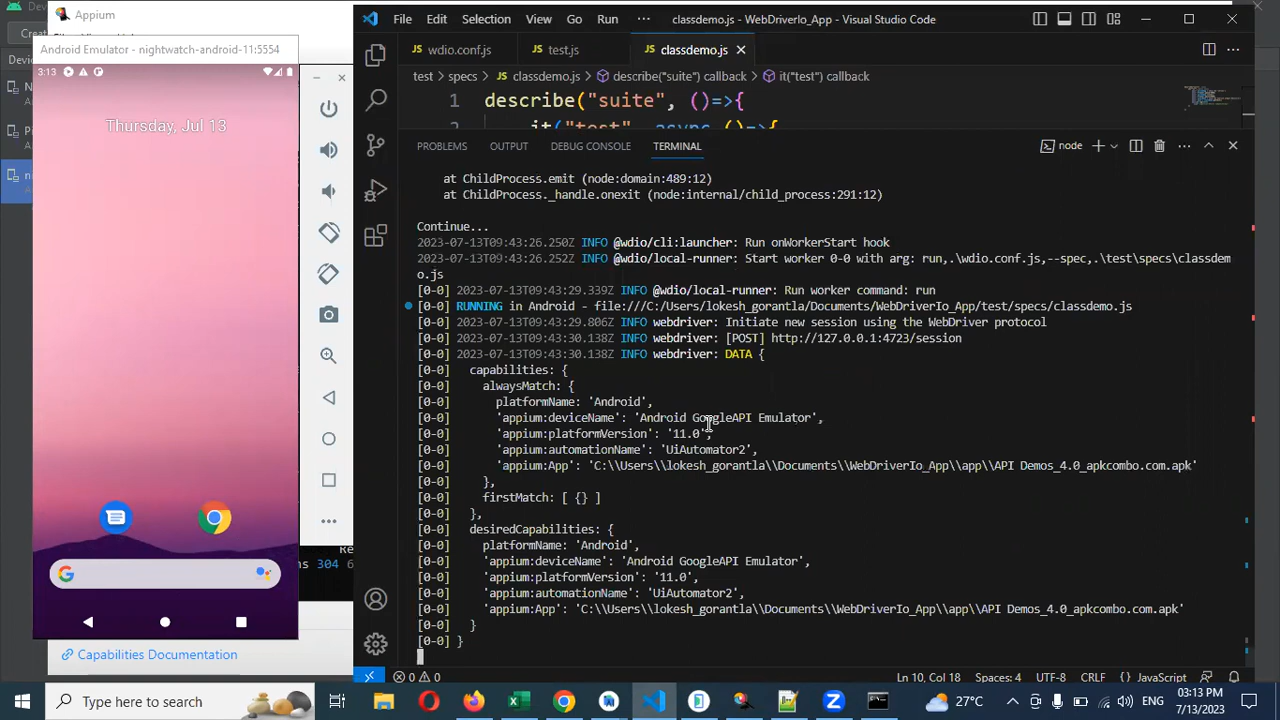 Appium
Android Emulator - nightwatch-android-11:5554
3:13
Thursday, Jul 13
Capabilities Documentation
File Edit Selection View Go Run ···
classdemo.js - WebDriverIo_App - Visual Studio Code
wdio.conf.js test.js classdemo.js
test > specs > classdemo.js > describe("suite") callback > it("test") callback
1 describe("suite", ()=>{
it("test", async ()=>{
PROBLEMS OUTPUT DEBUG CONSOLE TERMINAL
node
at ChildProcess.emit (node:domain:489:12)
at ChildProcess._handle.onexit (node:internal/child_process:291:12)
Continue...
2023-07-13T09:43:26.250Z INFO @wdio/cli:launcher: Run onWorkerStart hook
2023-07-13T09:43:26.252Z INFO @wdio/local-runner: Start worker 0-0 with arg: run,.\wdio.conf.js,--spec,.\test\specs\classdem
o.js
[0-0] 2023-07-13T09:43:29.339Z INFO @wdio/local-runner: Run worker command: run
[0-0] RUNNING in Android - file:///C:/Users/lokesh_gorantla/Documents/WebDriverIo_App/test/specs/classdemo.js
[0-0] 2023-07-13T09:43:29.806Z INFO webdriver: Initiate new session using the WebDriver protocol
[0-0] 2023-07-13T09:43:30.138Z INFO webdriver: [POST] http://127.0.0.1:4723/session
[0-0] 2023-07-13T09:43:30.138Z INFO webdriver: DATA {
[0-0] capabilities: {
[0-0] alwaysMatch: {
[0-0] platformName: 'Android',
[0-0] 'appium:deviceName': 'Android GoogleAPI Emulator',
[0-0] 'appium:platformVersion': '11.0',
[0-0] 'appium:automationName': 'UiAutomator2',
[0-0] 'appium:App': 'C:\\Users\\lokesh_gorantla\\Documents\\WebDriverIo_App\\app\\API Demos_4.0_apkcombo.com.apk'
[0-0] },
[0-0] firstMatch: [ {} ]
[0-0] },
[0-0] desiredCapabilities: {
[0-0] platformName: 'Android',
[0-0] 'appium:deviceName': 'Android GoogleAPI Emulator',
[0-0] 'appium:platformVersion': '11.0',
[0-0] 'appium:automationName': 'UiAutomator2',
[0-0] 'appium:App': 'C:\\Users\\lokesh_gorantla\\Documents\\WebDriverIo_App\\app\\API Demos_4.0_apkcombo.com.apk'
[0-0] }
[0-0] }
0 0
Ln 10, Col 18 Spaces: 4 UTF-8 CRLF {} JavaScript
Type here to search
27°C
ENG
03:13 PM
7/13/2023